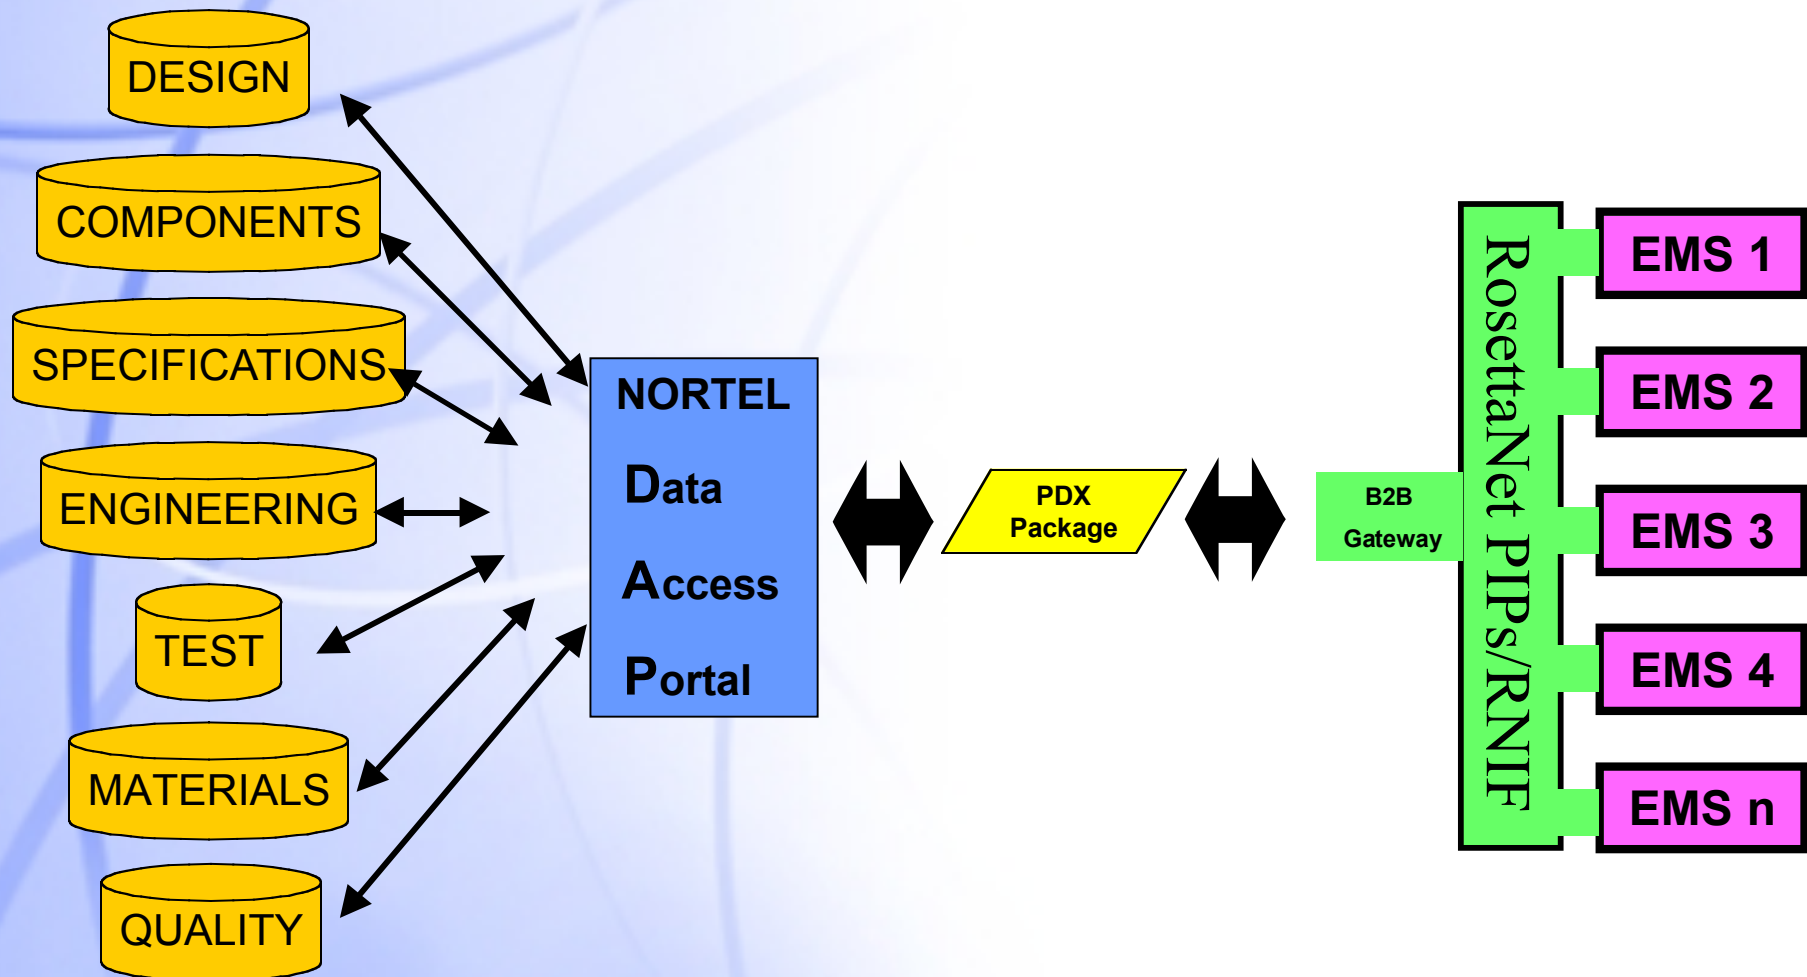 DESIGN
COMPONENTS
SPECIFICATIONS
ENGINEERING
TEST
MATERIALS
QUALITY
NORTEL
Data
Access
Portal
PDX
Package
B2B
Gateway
RosettaNet PIPs/RNIF
EMS 1
EMS 2
EMS 3
EMS 4
EMS n